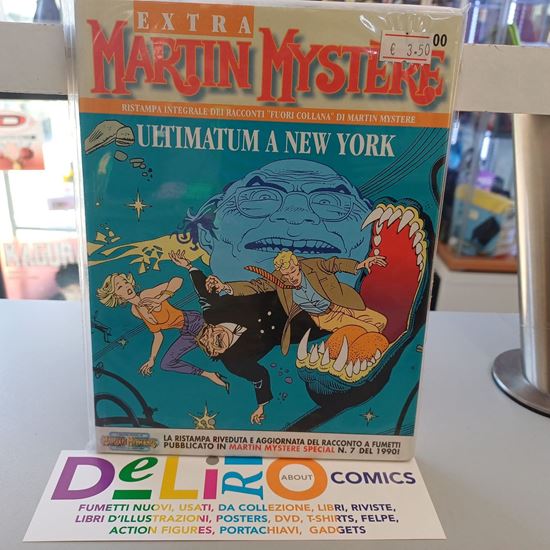 EXTRA
MARTIN MYSTÈRE
€ 3.50
00
RISTAMPA INTEGRALE DEI RACCONTI "FUORI COLLANA" DI MARTIN MYSTERE
ULTIMATUM A NEW YORK
LA RISTAMPA RIVEDUTA E AGGIORNATA DEL RACCONTO A FUMETTI
PUBBLICATO IN MARTIN MYSTERE SPECIAL N. 7 DEL 1990!
DeLiRiO ABOUT COMICS
FUMETTI NUOVI, USATI, DA COLLEZIONE, LIBRI, RIVISTE,
LIBRI D'ILLUSTRAZIONI, POSTERS, DVD, T-SHIRTS, FELPE,
ACTION FIGURES, PORTACHIAVI, GADGETS